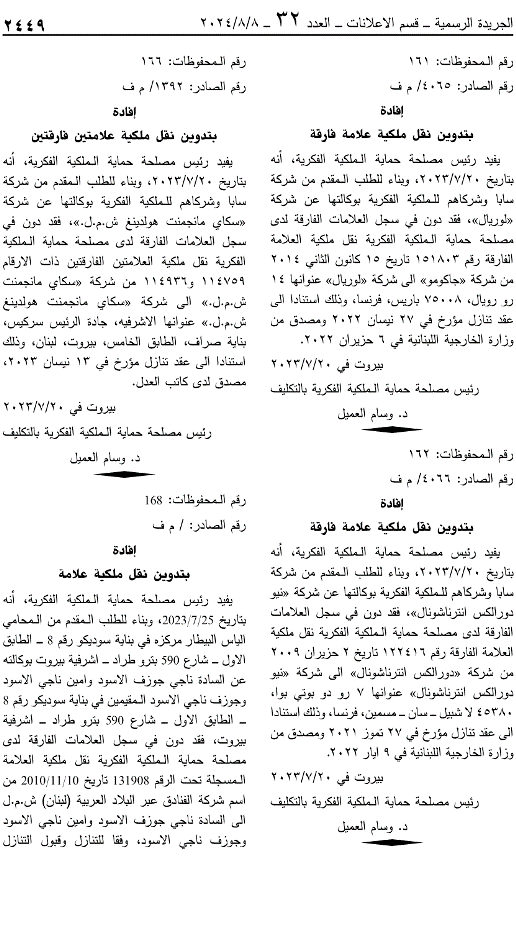 الجريدة الرسمية ــ قسم الاعلانات ــ العدد ٣٢ ــ ٢٠٢٤/٨/٨
٢٤٤٩
رقم المحفوظات: ١٦١
رقم الصادر: ٤٠٦٥/ م ف
إفادة
بتدوين نقل ملكية علامة فارقة
يفيد رئيس مصلحة حماية الملكية الفكرية، أنه
بتاريخ ٢٠٢٣/٧/٢٠، وبناء للطلب المقدم من شركة
سابا وشركاهم للملكية الفكرية بوكالتها عن شركة
«لوريال»، فقد دون في سجل العلامات الفارقة لدى
مصلحة حماية الملكية الفكرية نقل ملكية العلامة
الفارقة رقم ١٥١٨٠٣ تاريخ ١٥ كانون الثاني ٢٠١٤
من شركة «جاكومو» الى شركة «لوريال» عنوانها ١٤
رو رويال، ٧٥٠٠٨ باريس، فرنسا، وذلك استنادا الى
عقد تنازل مؤرخ في ٢٧ نيسان ٢٠٢٢ ومصدق من
وزارة الخارجية اللبنانية في ٦ حزيران ٢٠٢٢.
بيروت في ٢٠٢٣/٧/٢٠
رئيس مصلحة حماية الملكية الفكرية بالتكليف
د. وسام العميل
رقم المحفوظات: ١٦٢
رقم الصادر: ٤٠٦٦/ م ف
إفادة
بتدوين نقل ملكية علامة فارقة
يفيد رئيس مصلحة حماية الملكية الفكرية، أنه
بتاريخ ٢٠٢٣/٧/٢٠، وبناء للطلب المقدم من شركة
سابا وشركاهم للملكية الفكرية بوكالتها عن شركة «نيو
دورالكس انترناشونال»، فقد دون في سجل العلامات
الفارقة لدى مصلحة حماية الملكية الفكرية نقل ملكية
العلامة الفارقة رقم ١٢٢٤١٦ تاريخ ٢ حزيران ٢٠٠٩
من شركة «دورالكس انترناشونال» الى شركة «نيو
دورالكس انترناشونال» عنوانها ٧ رو دو بوتي بوا،
٤٥٣٨٠ لا شبيل ــ سان ــ مسمين، فرنسا، وذلك استنادا
الى عقد تنازل مؤرخ في ٢٧ تموز ٢٠٢١ ومصدق من
وزارة الخارجية اللبنانية في ٩ ايار ٢٠٢٢.
بيروت في ٢٠٢٣/٧/٢٠
رئيس مصلحة حماية الملكية الفكرية بالتكليف
د. وسام العميل
رقم المحفوظات: ١٦٦
رقم الصادر: ١٣٩٢/ م ف
إفادة
بتدوين نقل ملكية علامتين فارقتين
يفيد رئيس مصلحة حماية الملكية الفكرية، أنه
بتاريخ ٢٠٢٣/٧/٢٠، وبناء للطلب المقدم من شركة
سابا وشركاهم للملكية الفكرية بوكالتها عن شركة
«سكاي مانجمنت هولدينغ ش.م.ل.»، فقد دون في
سجل العلامات الفارقة لدى مصلحة حماية الملكية
الفكرية نقل ملكية العلامتين الفارقتين ذات الارقام
١١٤٧٥٩ و١١٤٩٣٦ من شركة «سكاي مانجمنت
ش.م.ل.» الى شركة «سكاي مانجمنت هولدينغ
ش.م.ل.» عنوانها الاشرفيه، جادة الرئيس سركيس،
بناية صراف، الطابق الخامس، بيروت، لبنان، وذلك
استنادا الى عقد تنازل مؤرخ في ١٣ نيسان ٢٠٢٣،
مصدق لدى كاتب العدل.
بيروت في ٢٠٢٣/٧/٢٠
رئيس مصلحة حماية الملكية الفكرية بالتكليف
د. وسام العميل
رقم المحفوظات: 168
رقم الصادر: / م ف
إفادة
بتدوين نقل ملكية علامة
يفيد رئيس مصلحة حماية الملكية الفكرية، أنه
بتاريخ 2023/7/25، وبناء للطلب المقدم من المحامي
الياس البيطار مركزه في بناية سوديكو رقم 8 ــ الطابق
الاول ــ شارع 590 بترو طراد ــ اشرفية بيروت بوكالته
عن السادة ناجي جوزف الاسود وامين ناجي الاسود
وجوزف ناجي الاسود المقيمين في بناية سوديكو رقم 8
ــ الطابق الاول ــ شارع 590 بترو طراد ــ اشرفية
بيروت، فقد دون في سجل العلامات الفارقة لدى
مصلحة حماية الملكية الفكرية نقل ملكية العلامة
المسجلة تحت الرقم 131908 تاريخ 2010/11/10 من
اسم شركة الفنادق عبر البلاد العربية (لبنان) ش.م.ل
الى السادة ناجي جوزف الاسود وامين ناجي الاسود
وجوزف ناجي الاسود، وفقا للتنازل وقبول التنازل